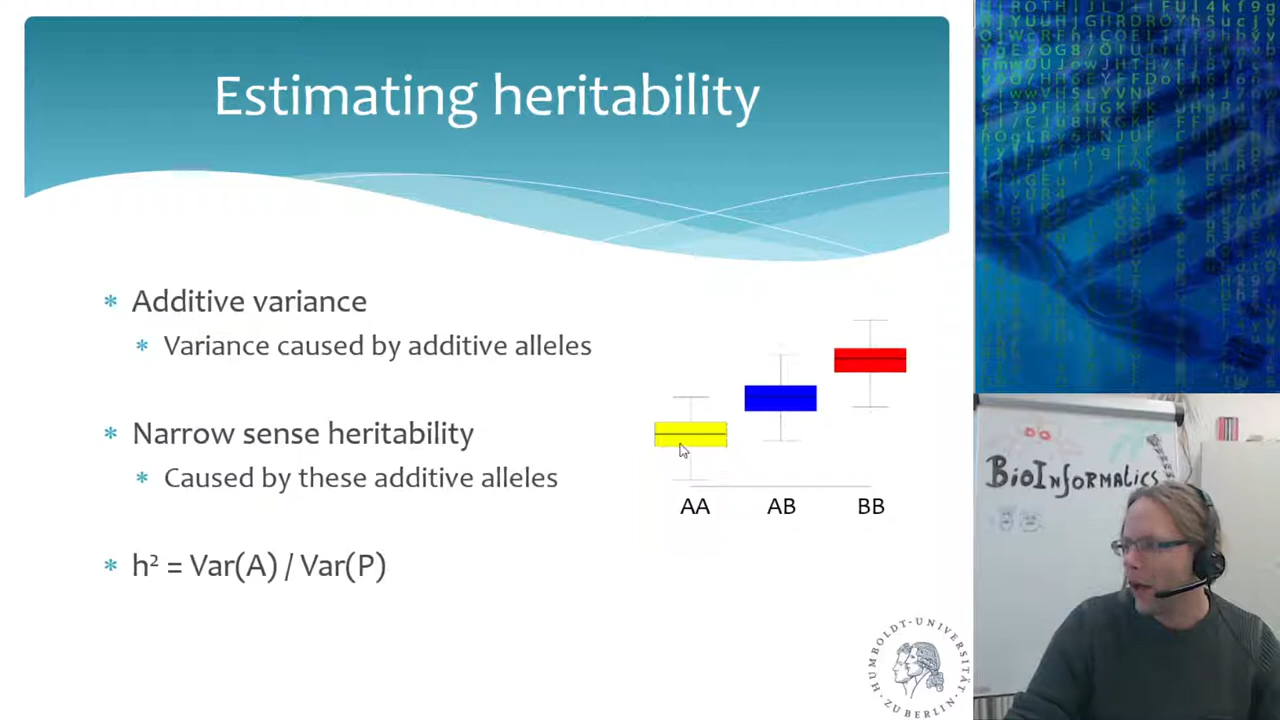 Estimating heritability
* Additive variance
* Variance caused by additive alleles
* Narrow sense heritability
* Caused by these additive alleles
* h² = Var(A) / Var(P)
AA AB BB
HUMBOLDT-UNIVERSITÄT ZU BERLIN
BioInformatics